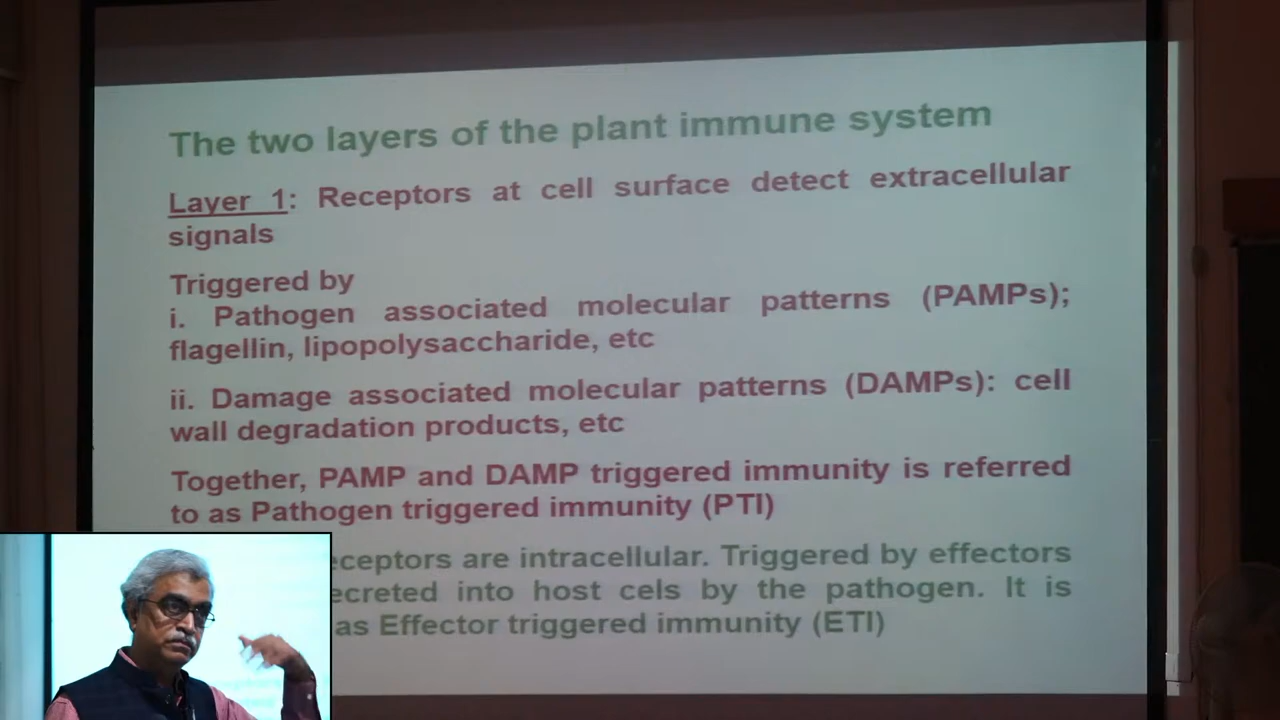 The two layers of the plant immune system
Layer 1: Receptors at cell surface detect extracellular
signals
Triggered by
i. Pathogen associated molecular patterns (PAMPs);
flagellin, lipopolysaccharide, etc
ii. Damage associated molecular patterns (DAMPs): cell
wall degradation products, etc
Together, PAMP and DAMP triggered immunity is referred
to as Pathogen triggered immunity (PTI)
are intracellular. Triggered by effectors
into host cels by the pathogen. It is
as Effector triggered immunity (ETI)